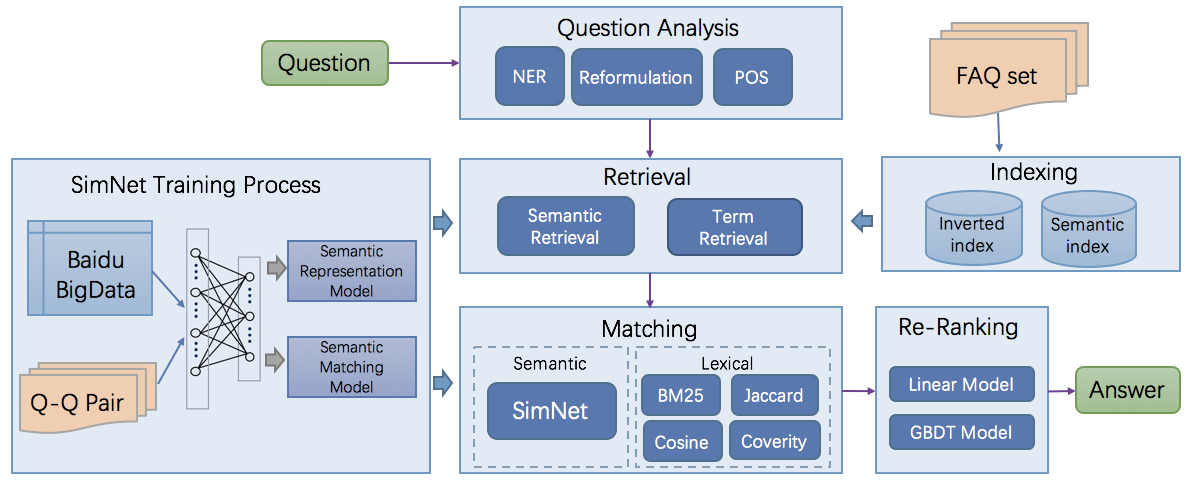 Question
Question Analysis
NER
Reformulation
POS
FAQ set
SimNet Training Process
Baidu
BigData
Q-Q Pair
Semantic
Representation
Model
Semantic
Matching
Model
Retrieval
Semantic
Retrieval
Term
Retrieval
Indexing
Inverted
index
Semantic
index
Matching
Semantic
SimNet
Lexical
BM25
Jaccard
Cosine
Coverity
Re-Ranking
Linear Model
GBDT Model
Answer